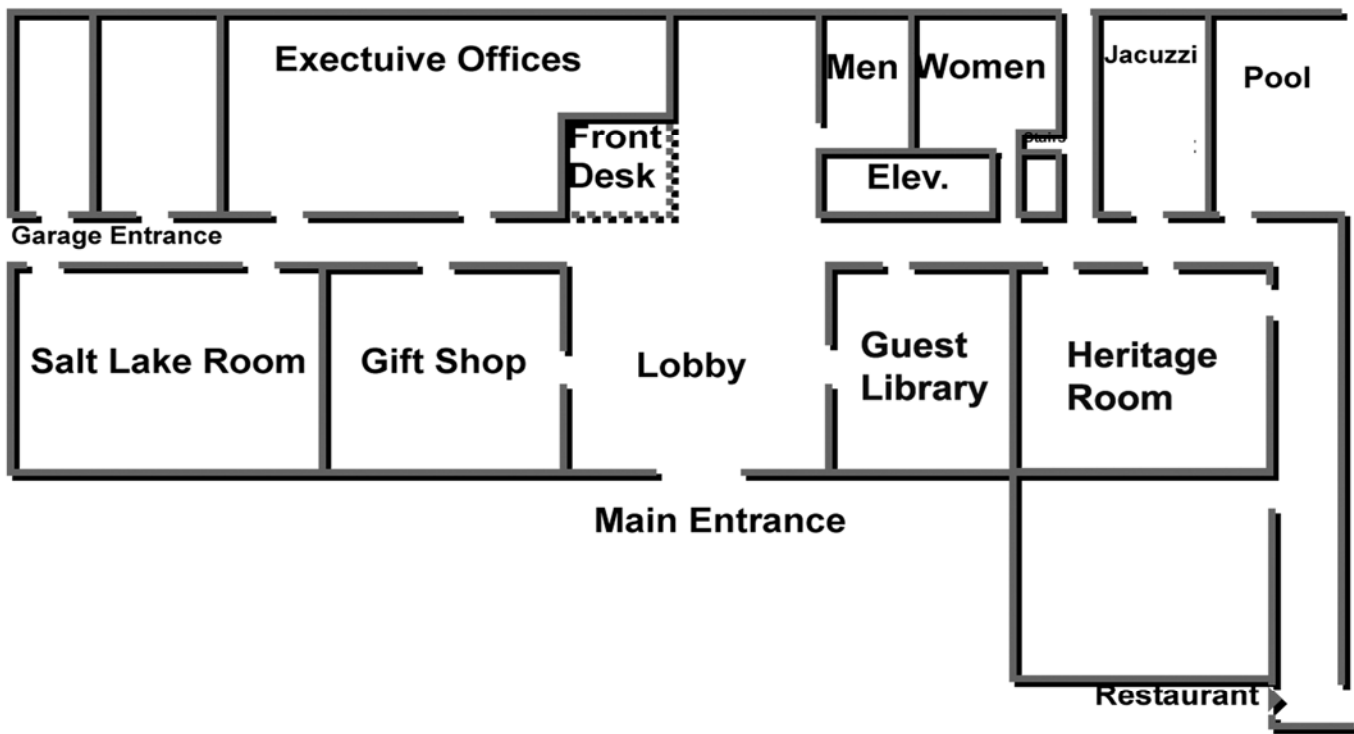 Exectuive Offices
Men
Women
Jacuzzi
Pool
Front
Desk
Stairs
Elev.
:
Garage Entrance
Salt Lake Room
Gift Shop
Lobby
Guest
Library
Heritage
Room
Main Entrance
Restaurant